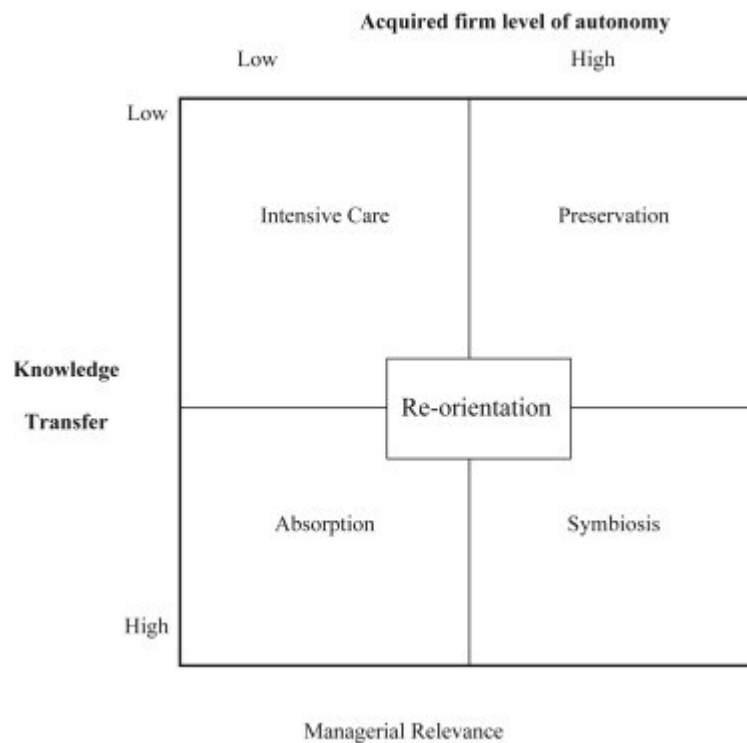 Acquired firm level of autonomy
Low High
Low
Intensive Care Preservation
Knowledge
Transfer
Re-orientation
Absorption Symbiosis
High
Managerial Relevance